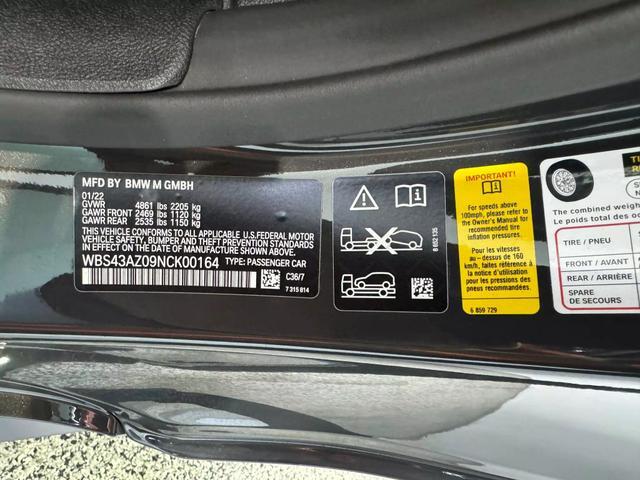 MFD BY BMW M GMBH
01/22
GVWR 4861 lbs 2205 kg
GAWR FRONT 2469 lbs 1120 kg
GAWR REAR 2535 lbs 1150 kg
THIS VEHICLE CONFORMS TO ALL APPLICABLE U.S.FEDERAL MOTOR
VEHICLE SAFETY, BUMPER AND THEFT PREVENTION STANDARDS
IN EFFECT ON THE DATE OF MANUFACTURE SHOWN ABOVE.
WBS43AZ09NCK00164 TYPE: PASSENGER CAR
C36/7
7 315 814
8 652 135
IMPORTANT!
For speeds above
100mph, please refer to
the Owner's Manual for
recommended tire
pressures.
Pour les vitesses
au-dessus de 160
km/h, faites référence à
la notice d'utilisation
pour les pressions des
pneus recommandées.
6 859 729
The combined weight
Le poids total des oc
TIRE / PNEU
FRONT / AVANT
REAR / ARRIÈRE
SPARE
DE SECOURS